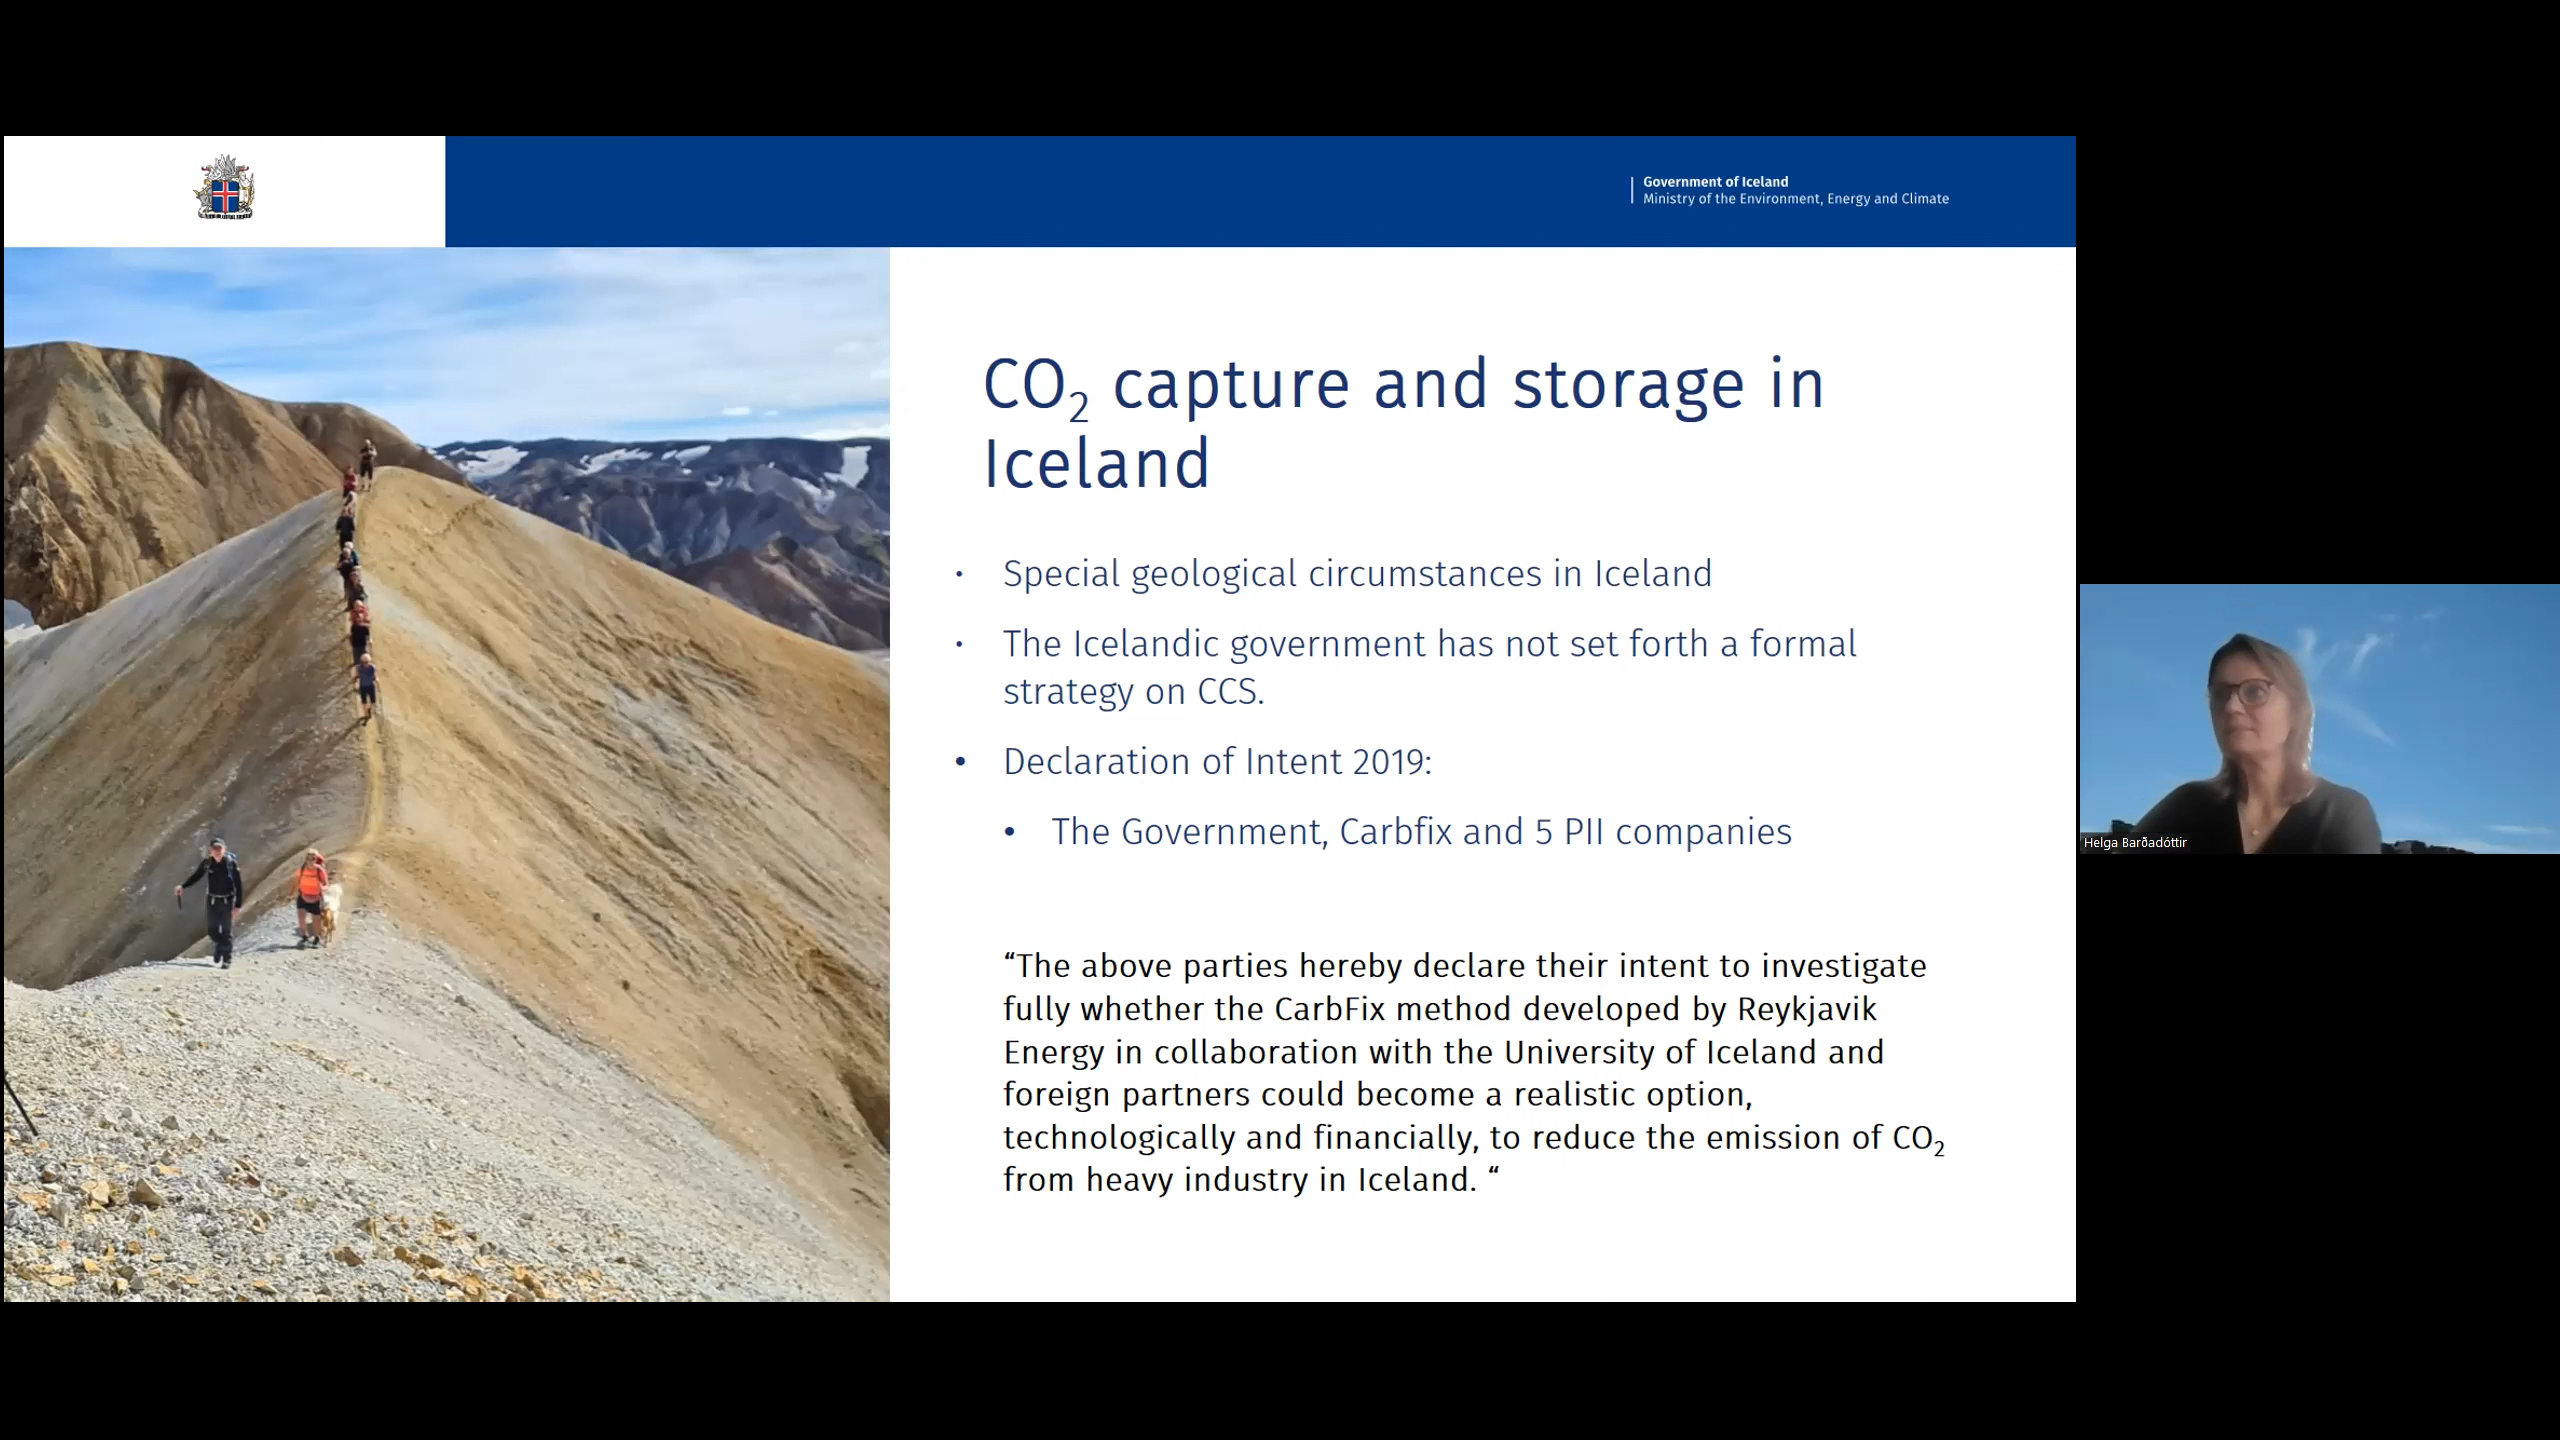 Government of Iceland
Ministry of the Environment, Energy and Climate
CO₂ capture and storage in
Iceland
• Special geological circumstances in Iceland
• The Icelandic government has not set forth a formal
strategy on CCS.
• Declaration of Intent 2019:
• The Government, Carbfix and 5 PII companies
“The above parties hereby declare their intent to investigate
fully whether the CarbFix method developed by Reykjavik
Energy in collaboration with the University of Iceland and
foreign partners could become a realistic option,
technologically and financially, to reduce the emission of CO₂
from heavy industry in Iceland. “
Helga Barðadóttir